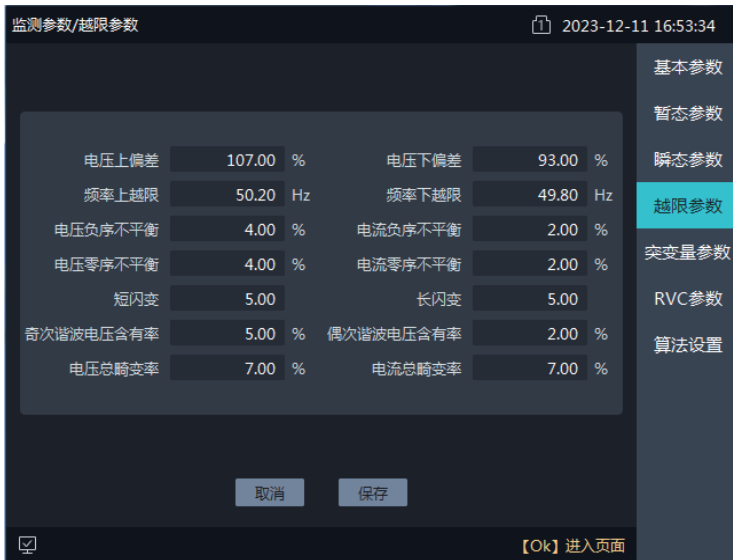 监测参数/越限参数 1 2023-12-11 16:53:34
基本参数
暂态参数
瞬态参数
越限参数
突变量参数
RVC参数
算法设置
电压上偏差 107.00 % 电压下偏差 93.00 %
频率上越限 50.20 Hz 频率下越限 49.80 Hz
电压负序不平衡 4.00 % 电流负序不平衡 2.00 %
电压零序不平衡 4.00 % 电流零序不平衡 2.00 %
短闪变 5.00 长闪变 5.00
奇次谐波电压含有率 5.00 % 偶次谐波电压含有率 2.00 %
电压总畸变率 7.00 % 电流总畸变率 7.00 %
取消 保存
【Ok】进入页面